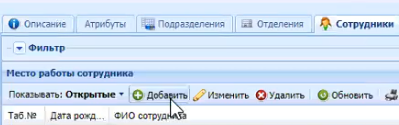 Описание Атрибуты Подразделения Отделения Сотрудники
Фильтр
Место работы сотрудника
Показывать: Открытые Добавить Изменить Удалить Обновить
Таб.№ Дата рожд... ФИО сотрудника